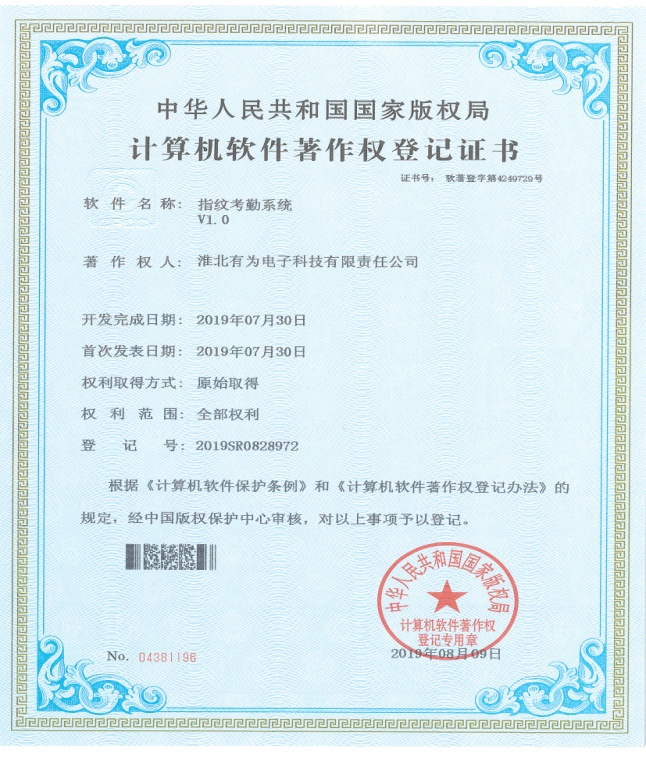 中华人民共和国国家版权局
计算机软件著作权登记证书
证书号： 软著登字第4249729号
软件名称： 指纹考勤系统
V1.0
著作权人： 淮北有为电子科技有限责任公司
开发完成日期： 2019年07月30日
首次发表日期： 2019年07月30日
权利取得方式： 原始取得
权利范围： 全部权利
登记号： 2019SR0828972
根据《计算机软件保护条例》和《计算机软件著作权登记办法》的
规定，经中国版权保护中心审核，对以上事项予以登记。
中华人民共和国国家版权局
计算机软件著作权
登记专用章
No. 04381196
2019年08月09日